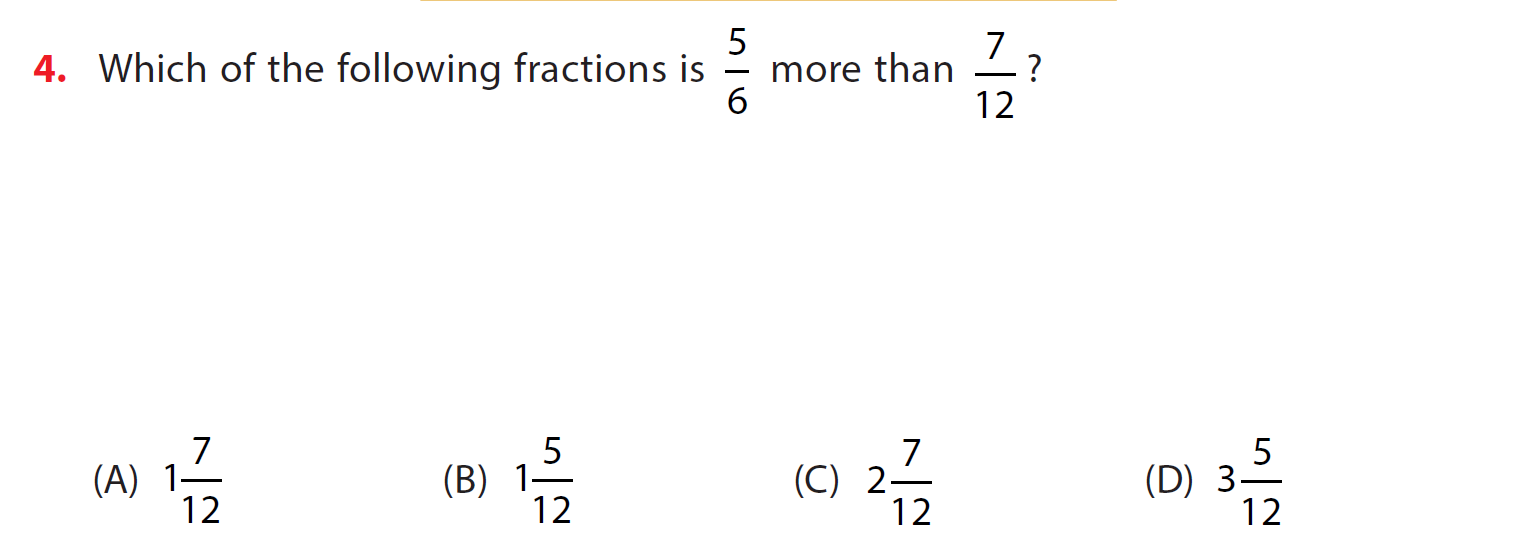 4. Which of the following fractions is 5/6 more than 7/12 ?
(A) 1 7/12 (B) 1 5/12 (C) 2 7/12 (D) 3 5/12